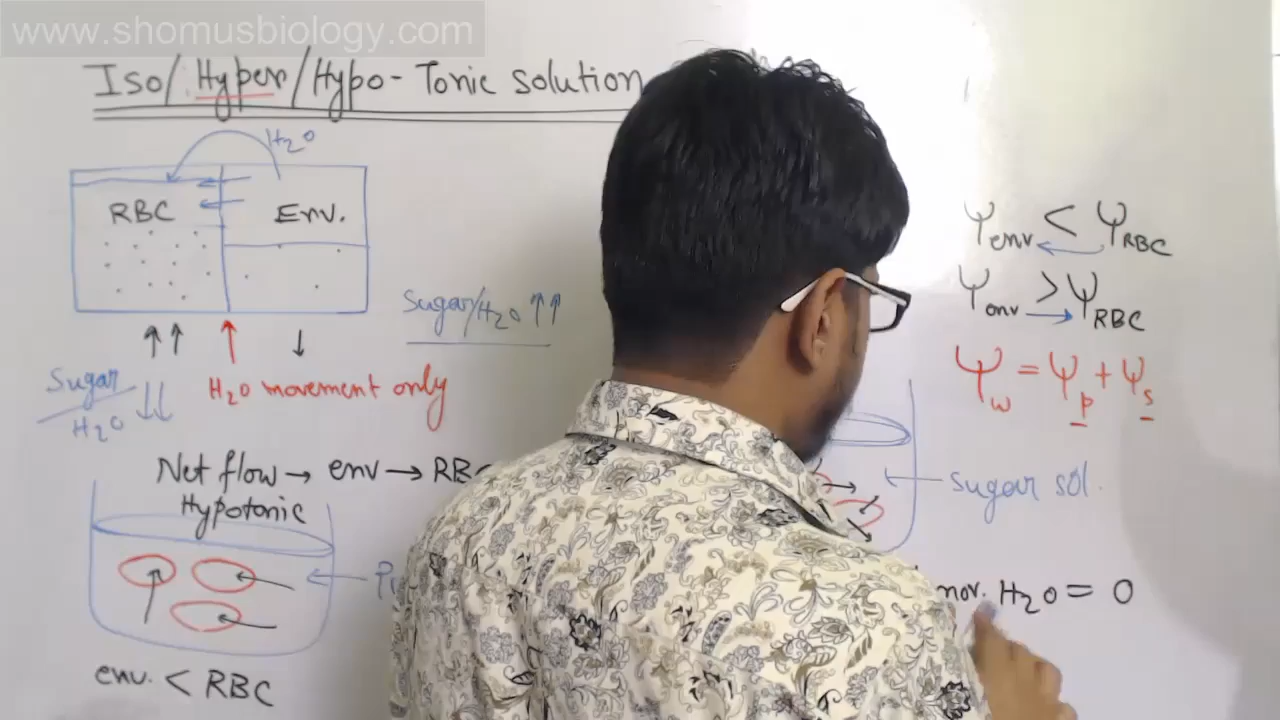 www.shomusbiology.com
Iso/Hyper/Hypo-Tonic solution
H₂O
RBC Env.
↑↑ ↑ ↓
Sugar/H₂O ↑↑
Sugar/H₂O ↓↓
H₂O movement only
Net flow → env → RBC
Hypotonic
env. < RBC
Ψenv < ΨRBC
Ψenv > ΨRBC
Ψw = Ψp + Ψs
Sugar sol.
mov. H₂O = 0